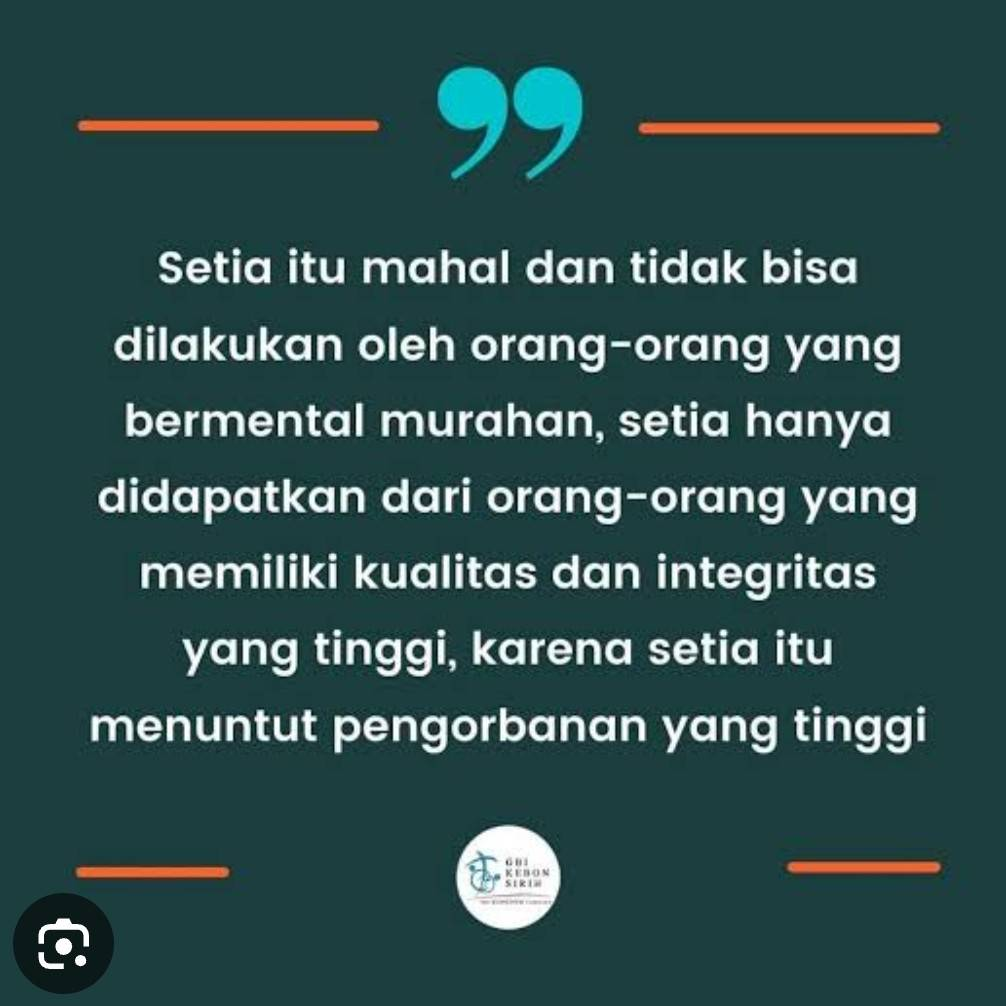 Setia itu mahal dan tidak bisa
dilakukan oleh orang-orang yang
bermental murahan, setia hanya
didapatkan dari orang-orang yang
memiliki kualitas dan integritas
yang tinggi, karena setia itu
menuntut pengorbanan yang tinggi
GBI
KEBON
SIRIH